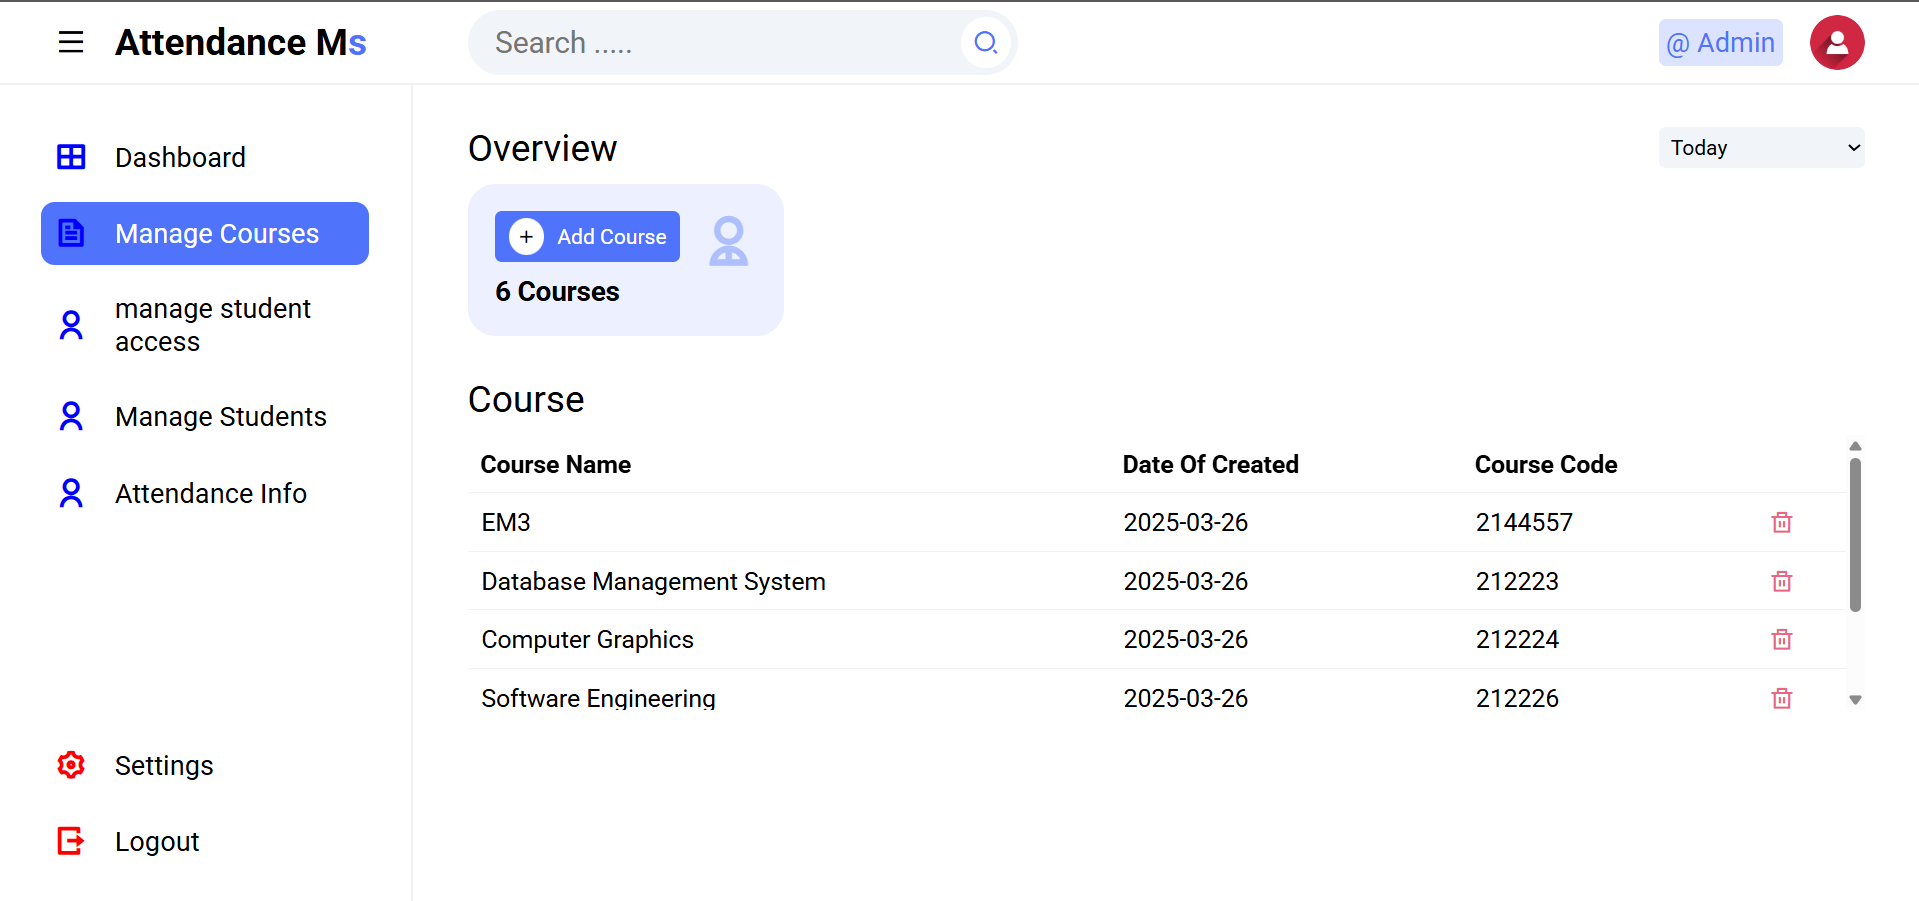 Attendance Ms
Search .....
@ Admin
Dashboard
Manage Courses
manage student
access
Manage Students
Attendance Info
Settings
Logout
Overview
Today
+ Add Course
6 Courses
Course
Course Name Date Of Created Course Code
EM3 2025-03-26 2144557
Database Management System 2025-03-26 212223
Computer Graphics 2025-03-26 212224
Software Engineering 2025-03-26 212226